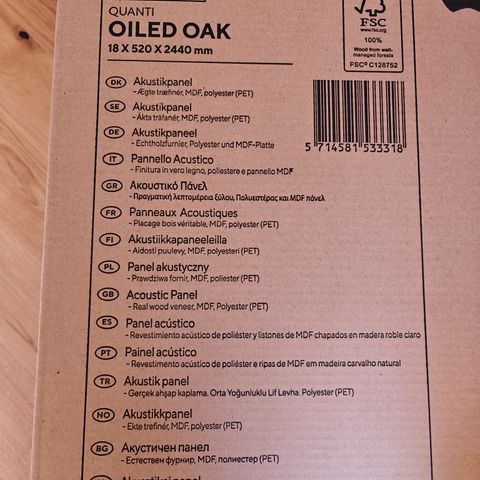 QUANTI
OILED OAK
18 X 520 X 2440 mm
FSC
www.fsc.org
100%
Wood from well-
managed forests
FSC® C128752
5 714581 533318
DK Akustikpanel
- Ægte træfinér, MDF, polyester (PET)
SE Akustikpanel
- Äkta träfanér, MDF, polyester (PET)
DE Akustikpaneel
- Echtholzfurnier, Polyester und MDF-Platte
IT Pannello Acustico
- Finitura in vero legno, poliestere e pannello MDF
GR Ακουστικό Πάνελ
- Πραγματική λεπτομέρεια ξύλου, Πολυεστέρας και MDF πάνελ
FR Panneaux Acoustiques
- Placage bois véritable, MDF, polyester (PET)
FI Akustiikkapaneeleilla
- Aidosti puulevy, MDF, polyesteri (PET)
PL Panel akustyczny
- Prawdziwa fornir, MDF, poliester (PET)
GB Acoustic Panel
- Real wood veneer, MDF, Polyester (PET)
ES Panel acústico
- Revestimiento acústico de poliéster y listones de MDF chapados en madera roble claro
PT Painel acústico
- Revestimento acústico de poliéster e ripas de MDF em madeira carvalho natural
TR Akustik panel
- Gerçek ahşap kaplama. Orta Yoğunluklu Lif Levha. Polyester (PET)
NO Akustikkpanel
- Ekte trefinér, MDF, polyester (PET)
BG Акустичен панел
- Естествен фурнир, MDF, полиестер (PET)